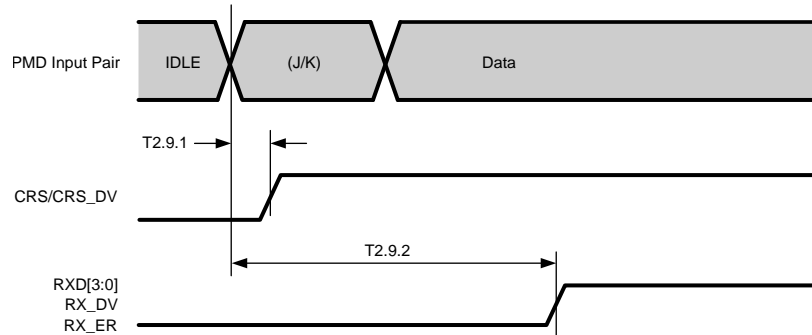 PMD Input Pair
IDLE
(J/K)
Data
T2.9.1
CRS/CRS_DV
T2.9.2
RXD[3:0]
RX_DV
RX_ER